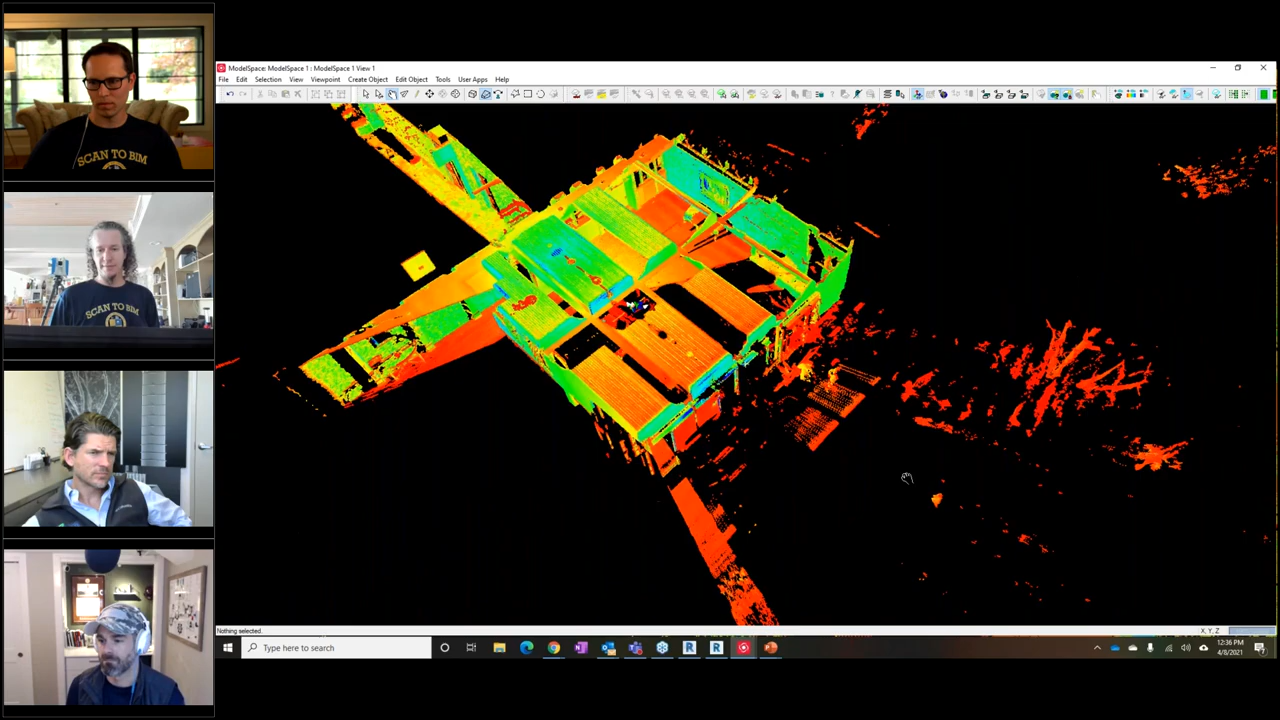 SCAN TO BIM
SCAN TO BIM
ModelSpace: ModelSpace 1 : ModelSpace 1 View 1
File Edit Selection View Viewpoint Create Object Edit Object Tools User Apps Help
Nothing selected.
X, Y, Z
Type here to search
12:36 PM
4/8/2021